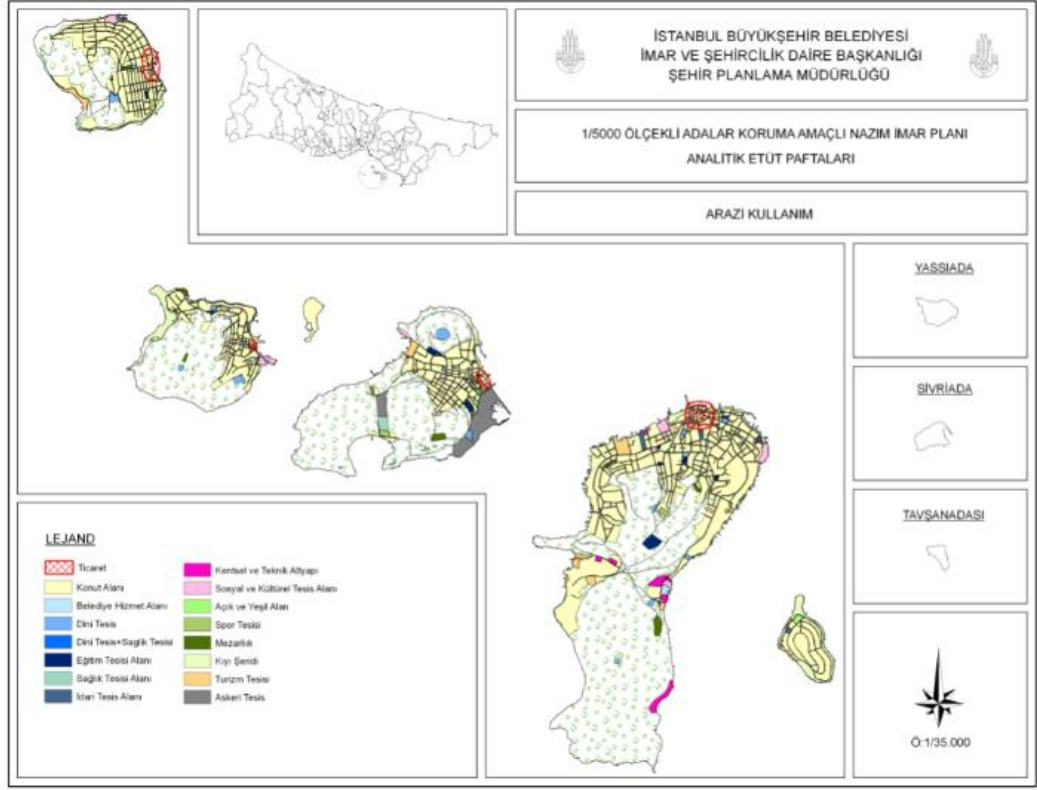 İSTANBUL BÜYÜKŞEHİR BELEDİYESİ
İMAR VE ŞEHİRCİLİK DAİRE BAŞKANLIĞI
ŞEHİR PLANLAMA MÜDÜRLÜĞÜ
1/5000 ÖLÇEKLİ ADALAR KORUMA AMAÇLI NAZIM İMAR PLANI
ANALİTİK ETÜT PAFTALARI
ARAZİ KULLANIM
YASSIADA
SİVRİADA
TAVŞANADASI
Ö:1/35.000
LEJAND
Ticaret
Konut Alanı
Belediye Hizmet Alanı
Dini Tesis
Dini Tesis+Saglik Tesisi
Eğitim Tesisi Alanı
Sağlık Tesisi Alanı
İdari Tesis Alanı
Kentsel ve Teknik Altyapı
Sosyal ve Kültürel Tesis Alanı
Açık ve Yeşil Alan
Spor Tesisi
Mezarlık
Kıyı Şeridi
Turizm Tesisi
Askeri Tesis